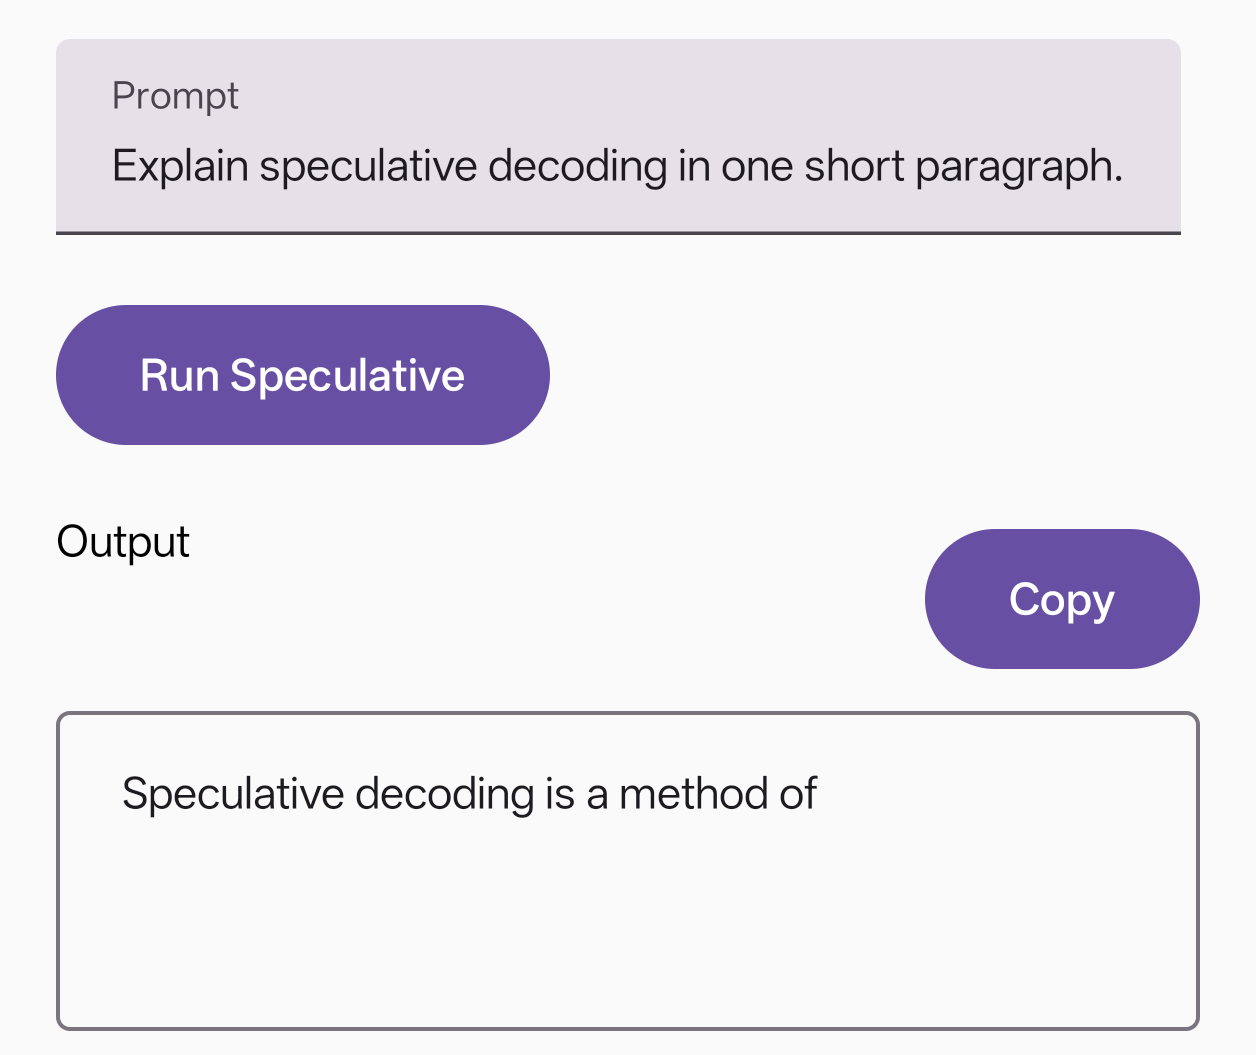 Prompt
Explain speculative decoding in one short paragraph.
Run Speculative
Output
Copy
Speculative decoding is a method of